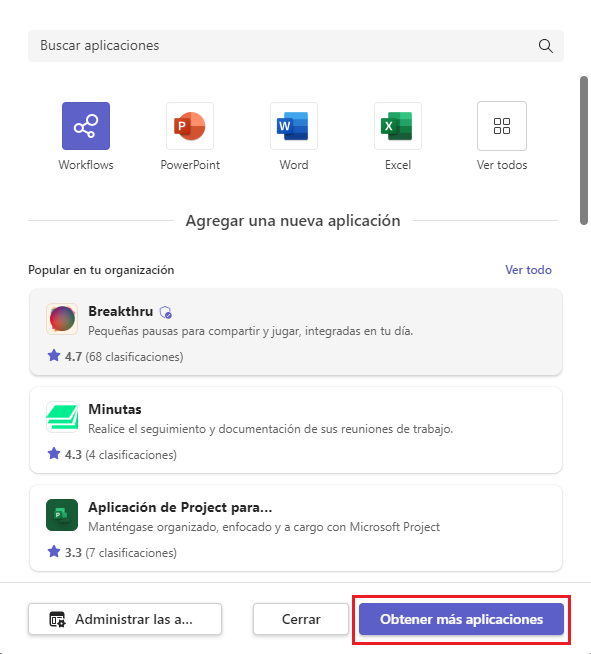 Buscar aplicaciones
Workflows PowerPoint Word Excel Ver todos
Agregar una nueva aplicación
Popular en tu organización Ver todo
Breakthru
Pequeñas pausas para compartir y jugar, integradas en tu día.
4.7 (68 clasificaciones)
Minutas
Realice el seguimiento y documentación de sus reuniones de trabajo.
4.3 (4 clasificaciones)
Aplicación de Project para...
Manténgase organizado, enfocado y a cargo con Microsoft Project
3.3 (7 clasificaciones)
Administrar las a... Cerrar Obtener más aplicaciones